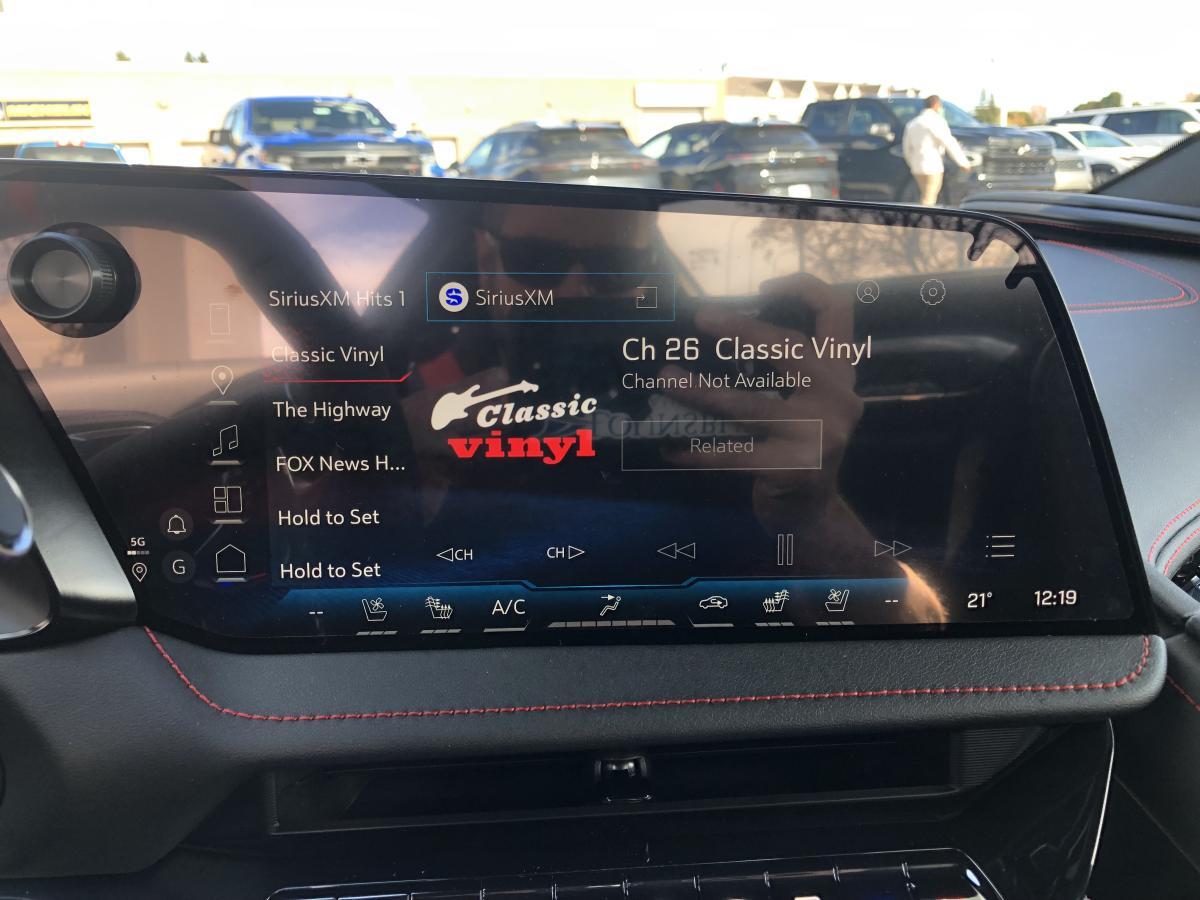 SiriusXM Hits 1
SiriusXM
Classic Vinyl
Ch 26 Classic Vinyl
Channel Not Available
The Highway
Classic
vinyl
Related
FOX News H...
Hold to Set
5G
G
◁CH
CH▷
Hold to Set
-- A/C -- 21° 12:19